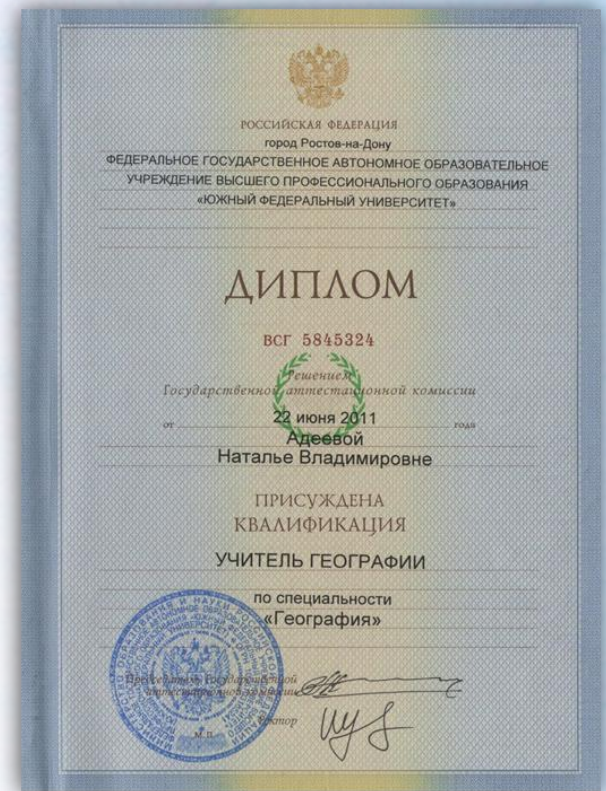 РОССИЙСКАЯ ФЕДЕРАЦИЯ
город Ростов-на-Дону
ФЕДЕРАЛЬНОЕ ГОСУДАРСТВЕННОЕ АВТОНОМНОЕ ОБРАЗОВАТЕЛЬНОЕ
УЧРЕЖДЕНИЕ ВЫСШЕГО ПРОФЕССИОНАЛЬНОГО ОБРАЗОВАНИЯ
«ЮЖНЫЙ ФЕДЕРАЛЬНЫЙ УНИВЕРСИТЕТ»
ДИПЛОМ
ВСГ 5845324
Решением
Государственной аттестационной комиссии
от 22 июня 2011 года
Адеевой
Наталье Владимировне
ПРИСУЖДЕНА
КВАЛИФИКАЦИЯ
УЧИТЕЛЬ ГЕОГРАФИИ
по специальности
«География»
Председатель Государственной
аттестационной комиссии
Ректор
М.П.